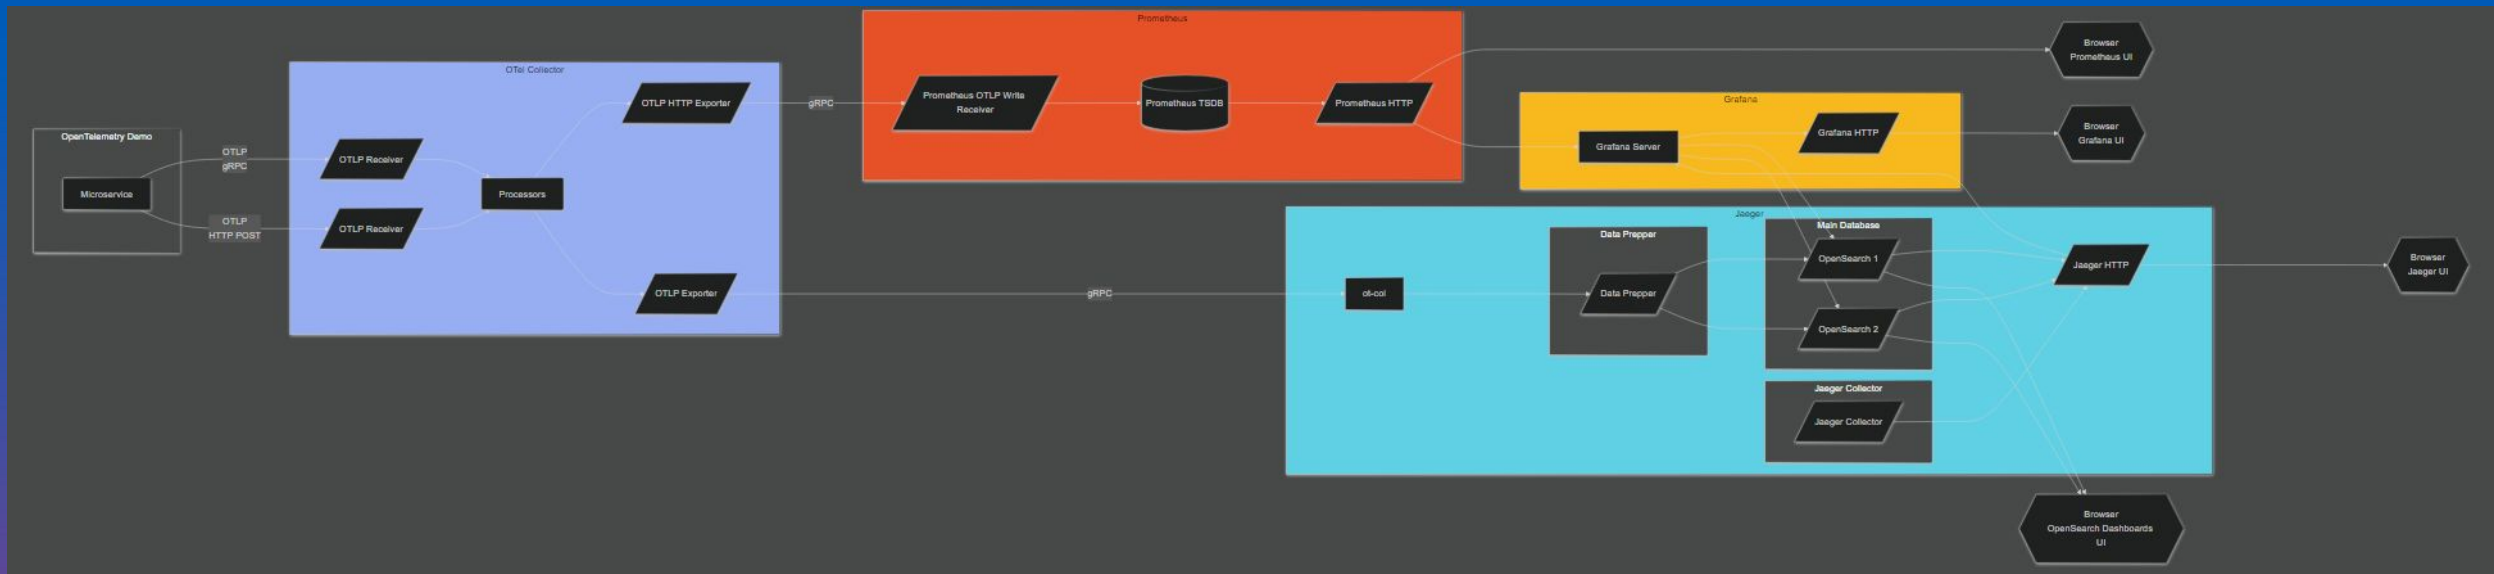 OpenTelemetry Demo
Microservice
OTLP
gRPC
OTLP
HTTP POST
OTel Collector
OTLP Receiver
OTLP Receiver
Processors
OTLP HTTP Exporter
OTLP Exporter
gRPC
gRPC
Prometheus
Prometheus OTLP Write
Receiver
Prometheus TSDB
Prometheus HTTP
Grafana
Grafana Server
Grafana HTTP
Jaeger
Data Prepper
Data Prepper
Main Database
OpenSearch 1
OpenSearch 2
Jaeger Collector
Jaeger Collector
Jaeger HTTP
Browser
Prometheus UI
Browser
Grafana UI
Browser
Jaeger UI
Browser
OpenSearch Dashboards
UI